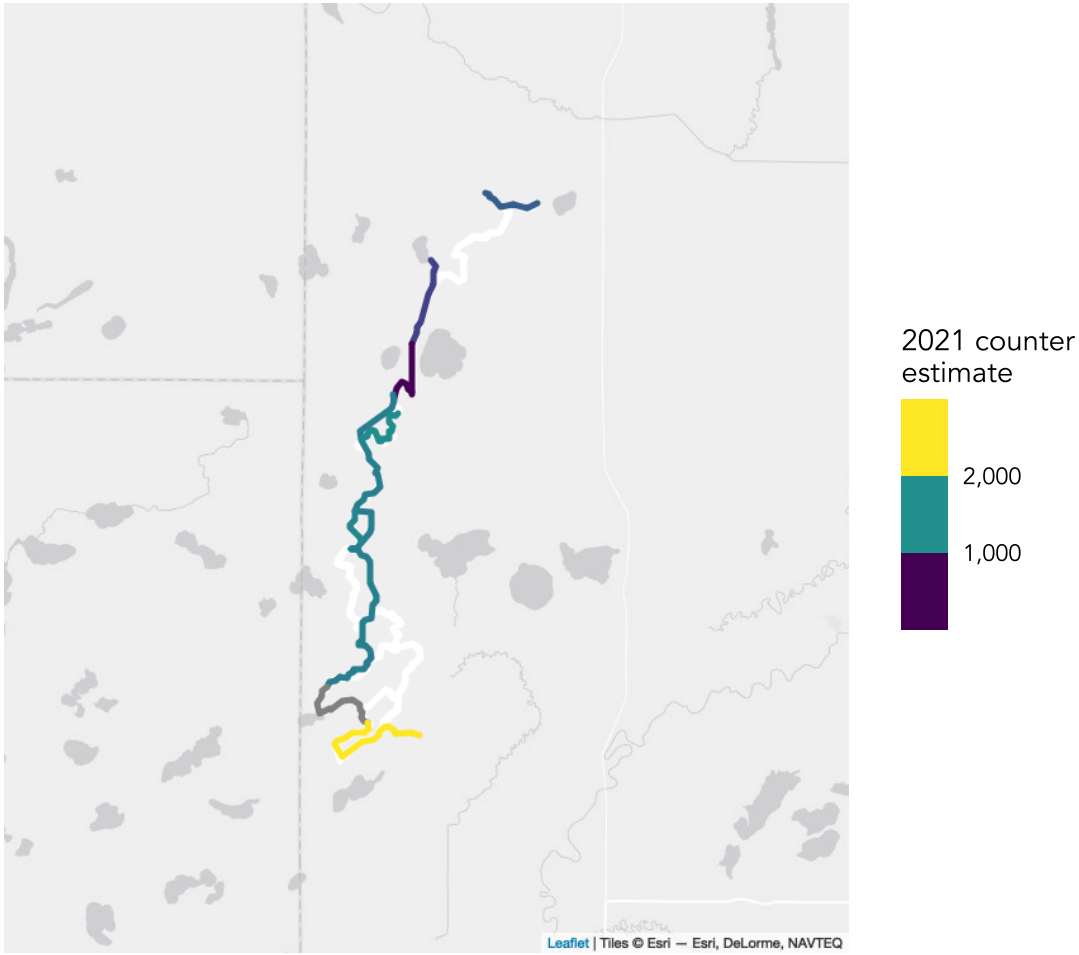 2021 counter
estimate
2,000
1,000
Leaflet | Tiles © Esri — Esri, DeLorme, NAVTEQ